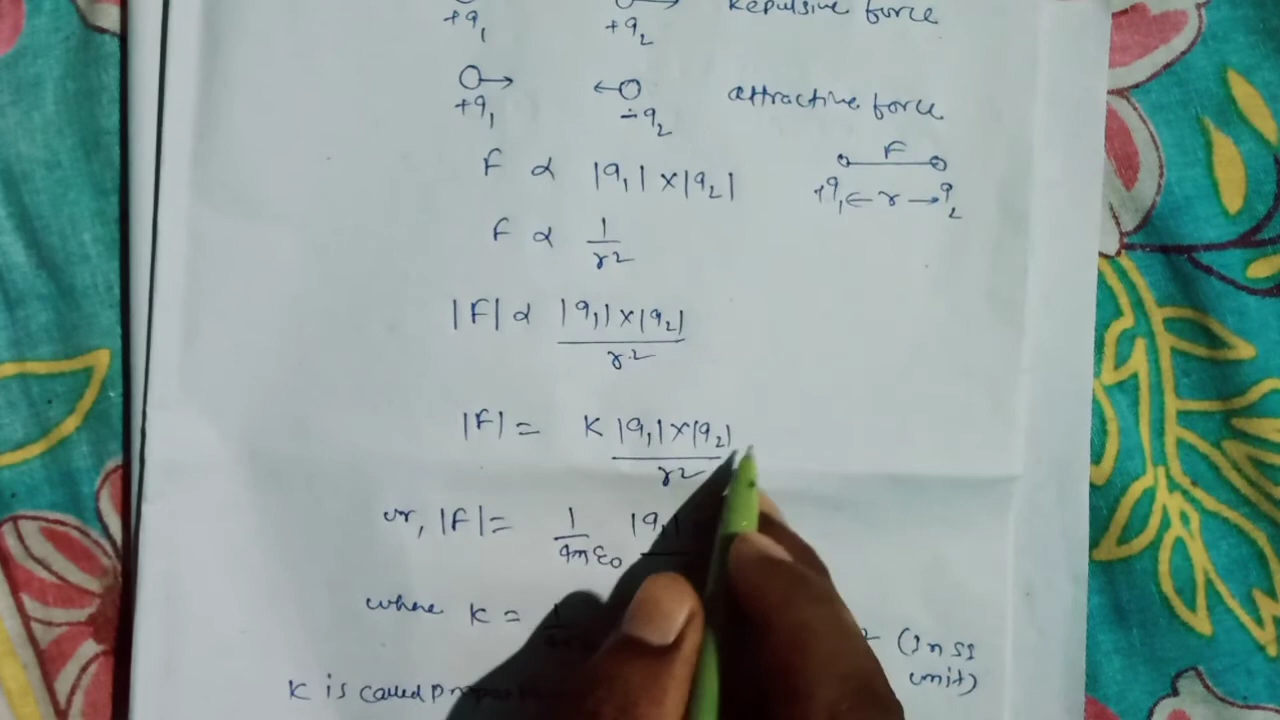 Repulsive force
+q₁ +q₂
attractive force
+q₁ -q₂
F ∝ |q₁| × |q₂|
F
+q₁ ← r → q₂
F ∝ 1/r²
|F| ∝ |q₁| × |q₂| / r²
|F| = K |q₁| × |q₂| / r²
or, |F| = 1/4πε₀ |q₁|
where K =
(In SI
unit)
K is called